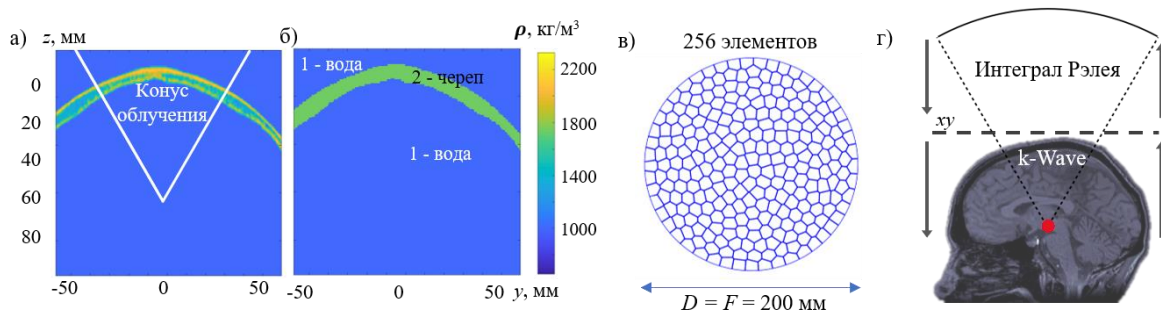 а)
z, мм
0
20
40
60
80
Конус
облучения
-50
0
50
б)
ρ, кг/м³
1 - вода
2 - череп
1 - вода
2200
1800
1400
1000
-50
0
50
y, мм
в)
256 элементов
D = F = 200 мм
г)
Интеграл Рэлея
xy
k-Wave